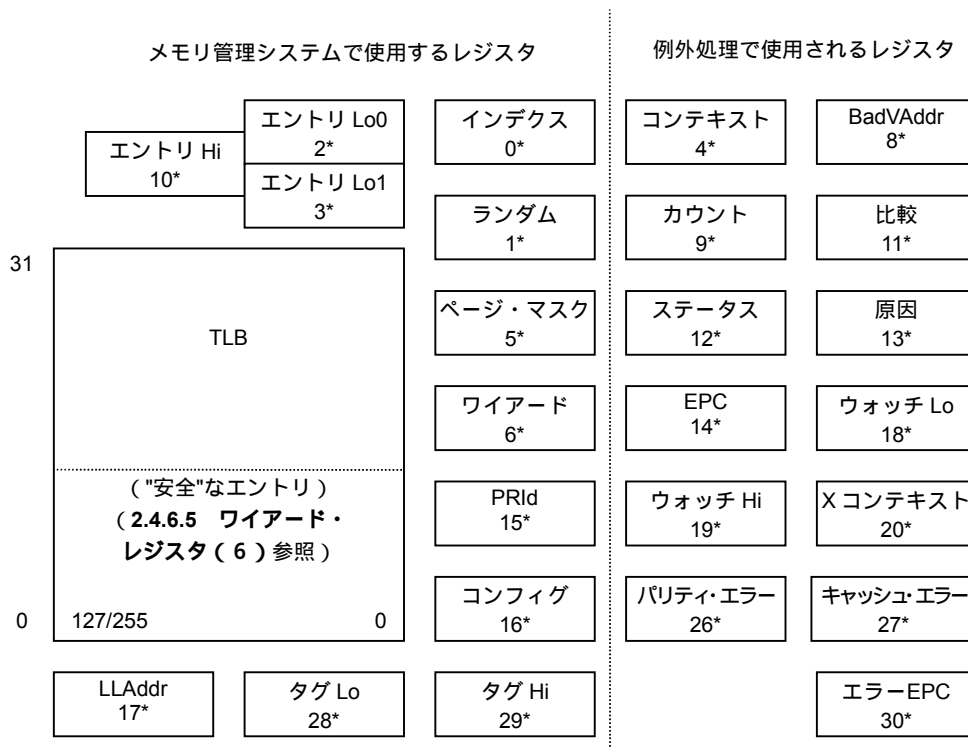 メモリ管理システムで使用するレジスタ
例外処理で使用されるレジスタ
エントリ Hi
10*
エントリ Lo0
2*
エントリ Lo1
3*
インデクス
0*
コンテキスト
4*
BadVAddr
8*
ランダム
1*
カウント
9*
比較
11*
31
TLB
ページ・マスク
5*
ステータス
12*
原因
13*
ワイアード
6*
EPC
14*
ウォッチ Lo
18*
("安全"なエントリ)
(2.4.6.5 ワイアード・
レジスタ(6)参照)
PRId
15*
ウォッチ Hi
19*
X コンテキスト
20*
0
127/255
0
コンフィグ
16*
パリティ・エラー
26*
キャッシュ・エラー
27*
LLAddr
17*
タグ Lo
28*
タグ Hi
29*
エラーEPC
30*